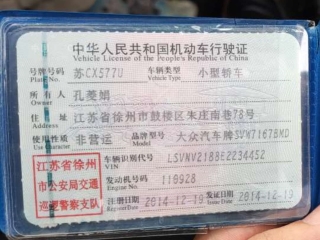 中华人民共和国机动车行驶证
Vehicle License of the People's Republic of China
号牌号码 苏CX577U 车辆类型 小型轿车
Plate No. Vehicle Type
所有人 孔菱娟
Owner
住址 江苏省徐州市鼓楼区朱庄南巷78号
Address
使用性质 非营运 品牌型号 大众汽车牌SVW7167BMD
Use Character Model
江苏省徐州
市公安局交通
巡逻警察支队
车辆识别代号 LSVNV2188E2234452
VIN
发动机号码 119928
Engine No.
注册日期 2014-12-19 发证日期 2014-12-19
Register Date Issue Date